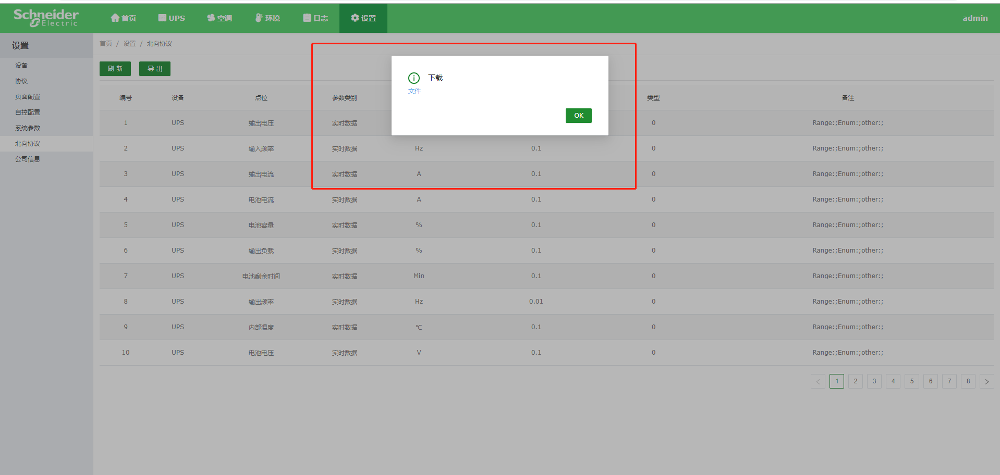 Schneider Electric 首页 UPS 空调 环境 日志 设置 admin
设置
设备
协议
页面配置
自控配置
系统参数
北向协议
公司信息
首页 / 设置 / 北向协议
刷 新 导 出
下载
文件
OK
编号 设备 点位 参数类别 类型 备注
1 UPS 输出电压 实时数据 0 Range:;Enum:;other:;
2 UPS 输入频率 实时数据 Hz 0.1 0 Range:;Enum:;other:;
3 UPS 输出电流 实时数据 A 0.1 0 Range:;Enum:;other:;
4 UPS 电池电流 实时数据 A 0.1 0 Range:;Enum:;other:;
5 UPS 电池容量 实时数据 % 0.1 0 Range:;Enum:;other:;
6 UPS 输出负载 实时数据 % 0.1 0 Range:;Enum:;other:;
7 UPS 电池剩余时间 实时数据 Min 0.1 0 Range:;Enum:;other:;
8 UPS 输出频率 实时数据 Hz 0.01 0 Range:;Enum:;other:;
9 UPS 内部温度 实时数据 ℃ 0.1 0 Range:;Enum:;other:;
10 UPS 电池电压 实时数据 V 0.1 0 Range:;Enum:;other:;
< 1 2 3 4 5 6 7 8 >